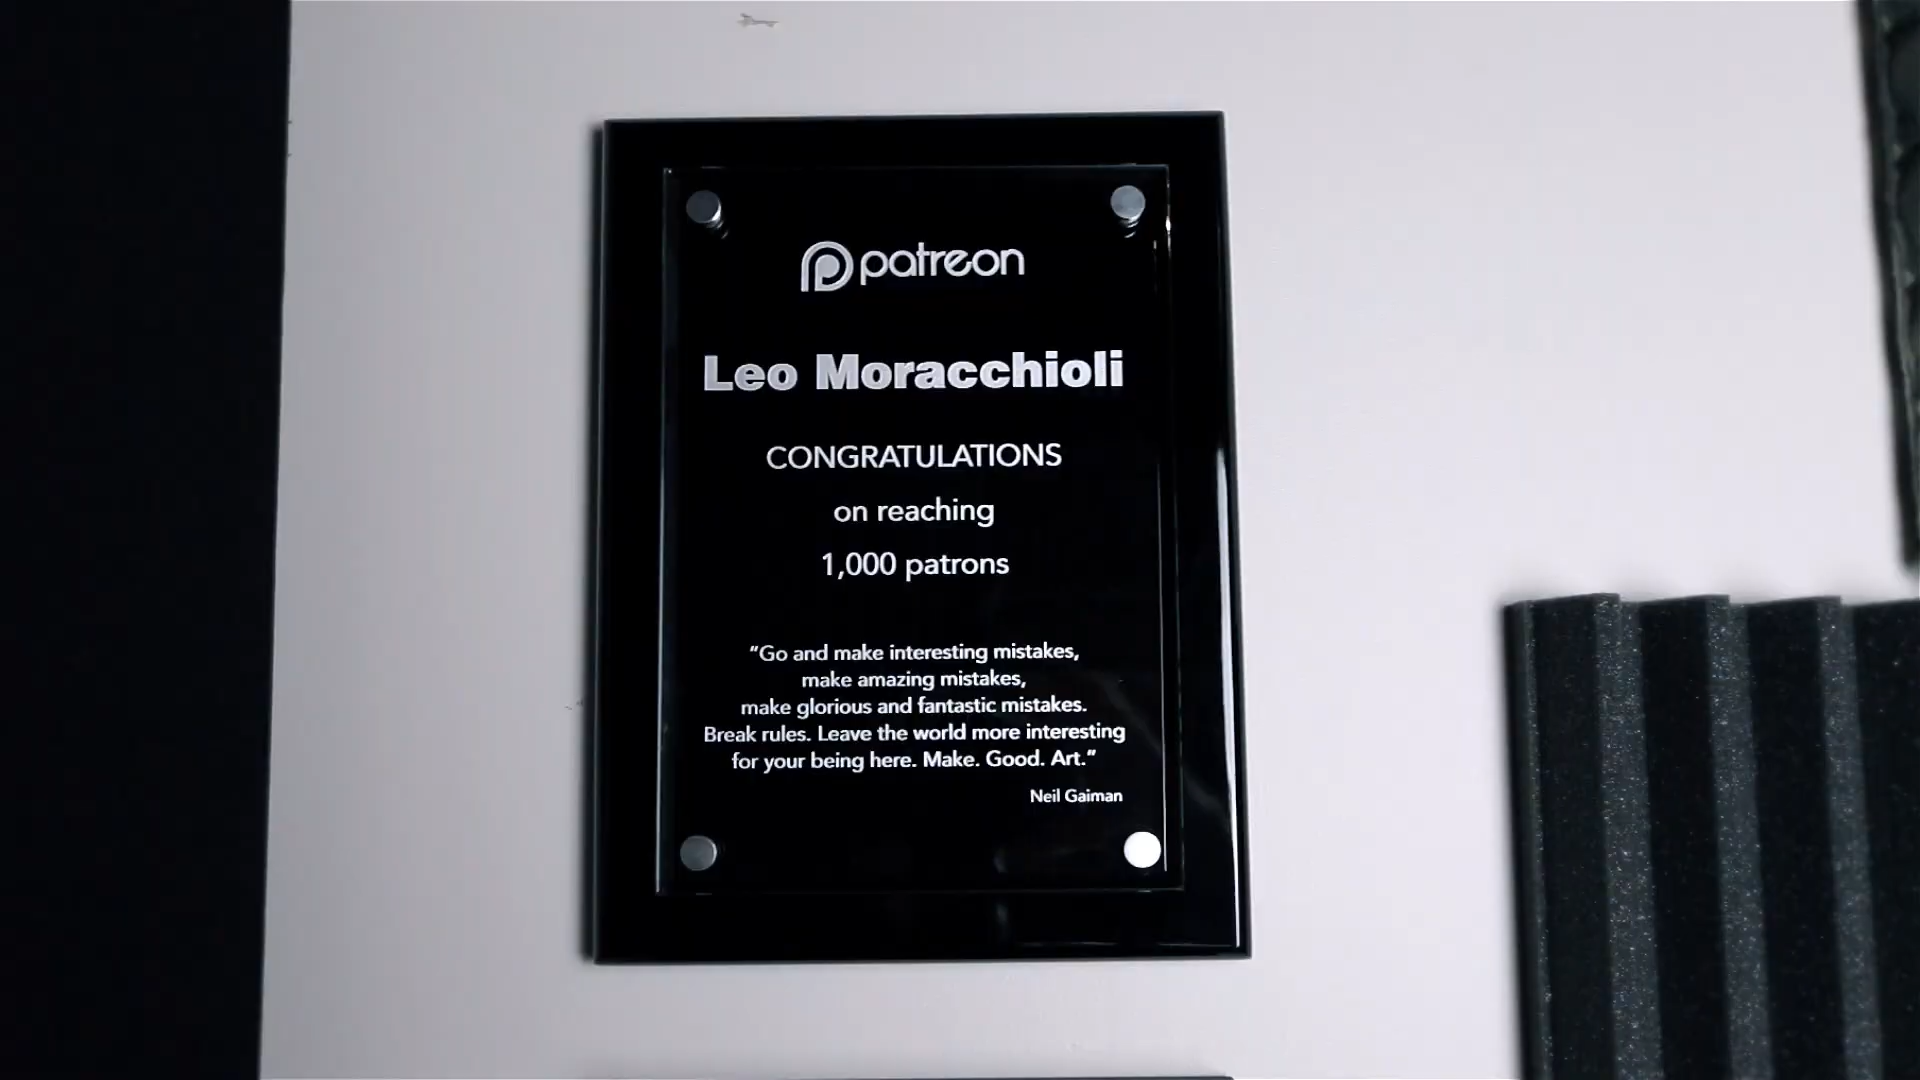 patreon
Leo Moracchioli
CONGRATULATIONS
on reaching
1,000 patrons
“Go and make interesting mistakes,
make amazing mistakes,
make glorious and fantastic mistakes.
Break rules. Leave the world more interesting
for your being here. Make. Good. Art.”
Neil Gaiman